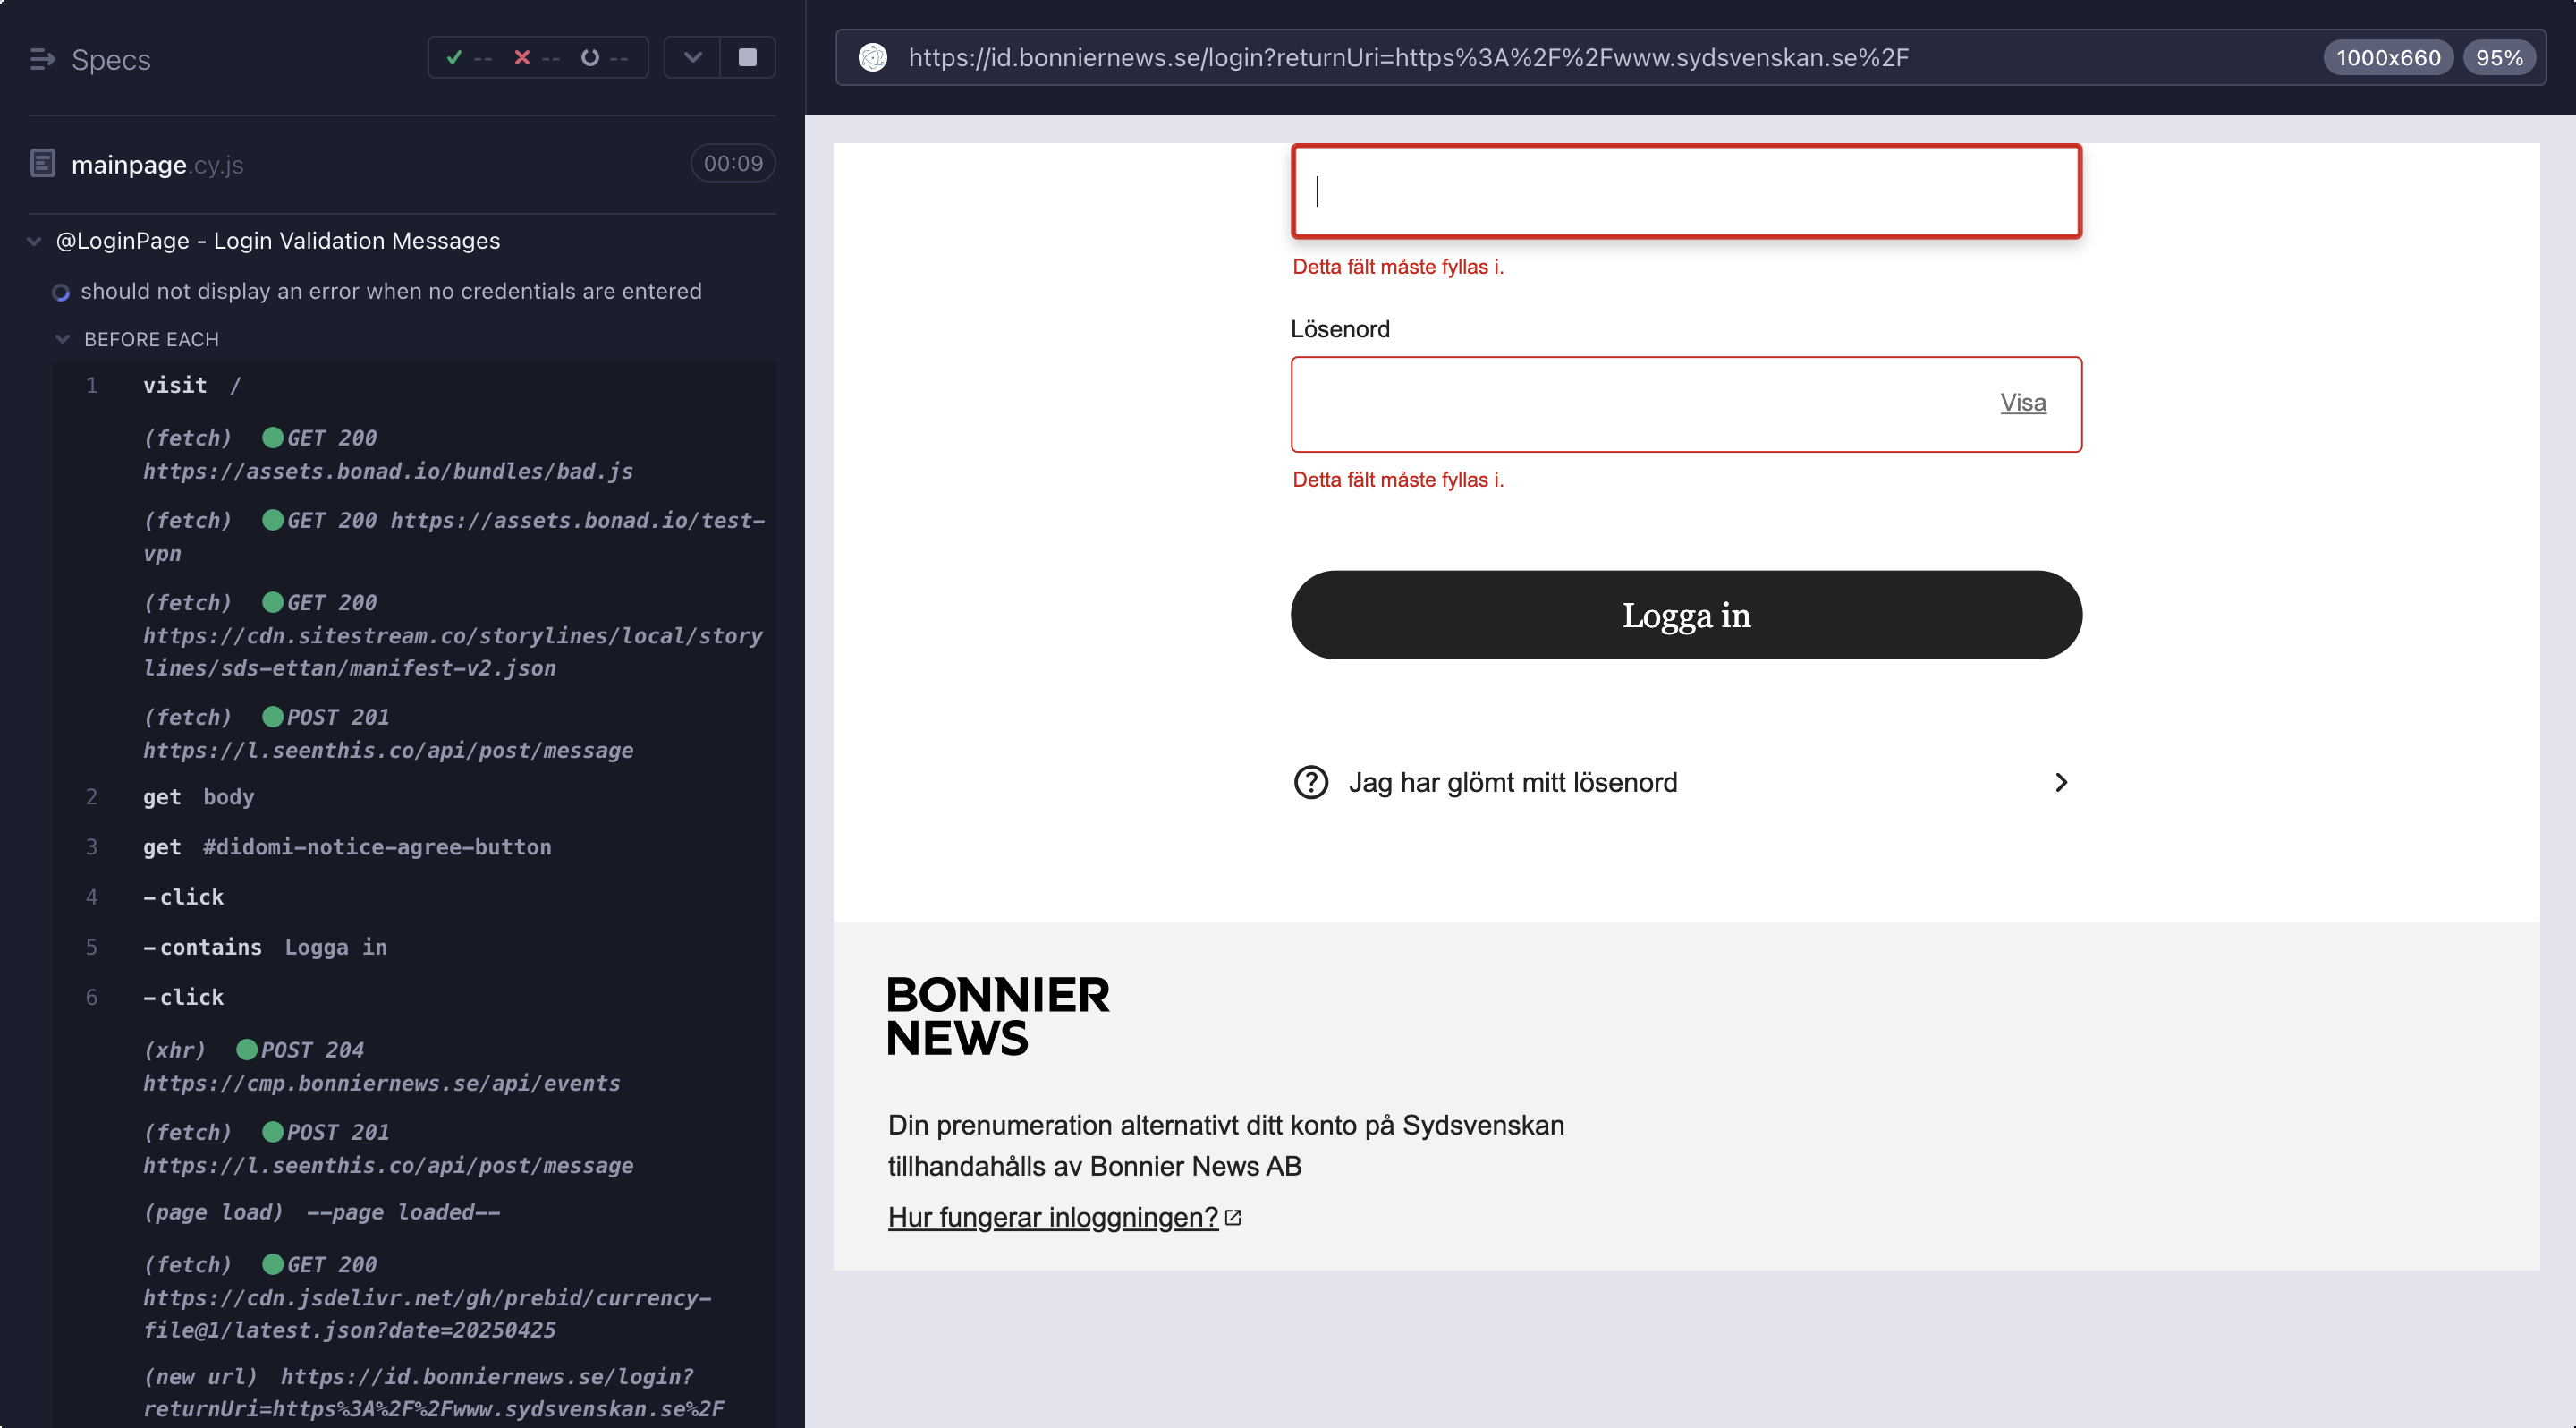 Specs
-- -- --
mainpage.cy.js
00:09
@LoginPage - Login Validation Messages
should not display an error when no credentials are entered
BEFORE EACH
1 visit /
(fetch) GET 200
https://assets.bonad.io/bundles/bad.js
(fetch) GET 200 https://assets.bonad.io/test-
vpn
(fetch) GET 200
https://cdn.sitestream.co/storylines/local/story
lines/sds-ettan/manifest-v2.json
(fetch) POST 201
https://l.seenthis.co/api/post/message
2 get body
3 get #didomi-notice-agree-button
4 -click
5 -contains Logga in
6 -click
(xhr) POST 204
https://cmp.bonniernews.se/api/events
(fetch) POST 201
https://l.seenthis.co/api/post/message
(page load) --page loaded--
(fetch) GET 200
https://cdn.jsdelivr.net/gh/prebid/currency-
file@1/latest.json?date=20250425
(new url) https://id.bonniernews.se/login?
returnUri=https%3A%2F%2Fwww.sydsvenskan.se%2F
https://id.bonniernews.se/login?returnUri=https%3A%2F%2Fwww.sydsvenskan.se%2F
1000x660 95%
Detta fält måste fyllas i.
Lösenord
Visa
Detta fält måste fyllas i.
Logga in
Jag har glömt mitt lösenord
BONNIER
NEWS
Din prenumeration alternativt ditt konto på Sydsvenskan
tillhandahålls av Bonnier News AB
Hur fungerar inloggningen?